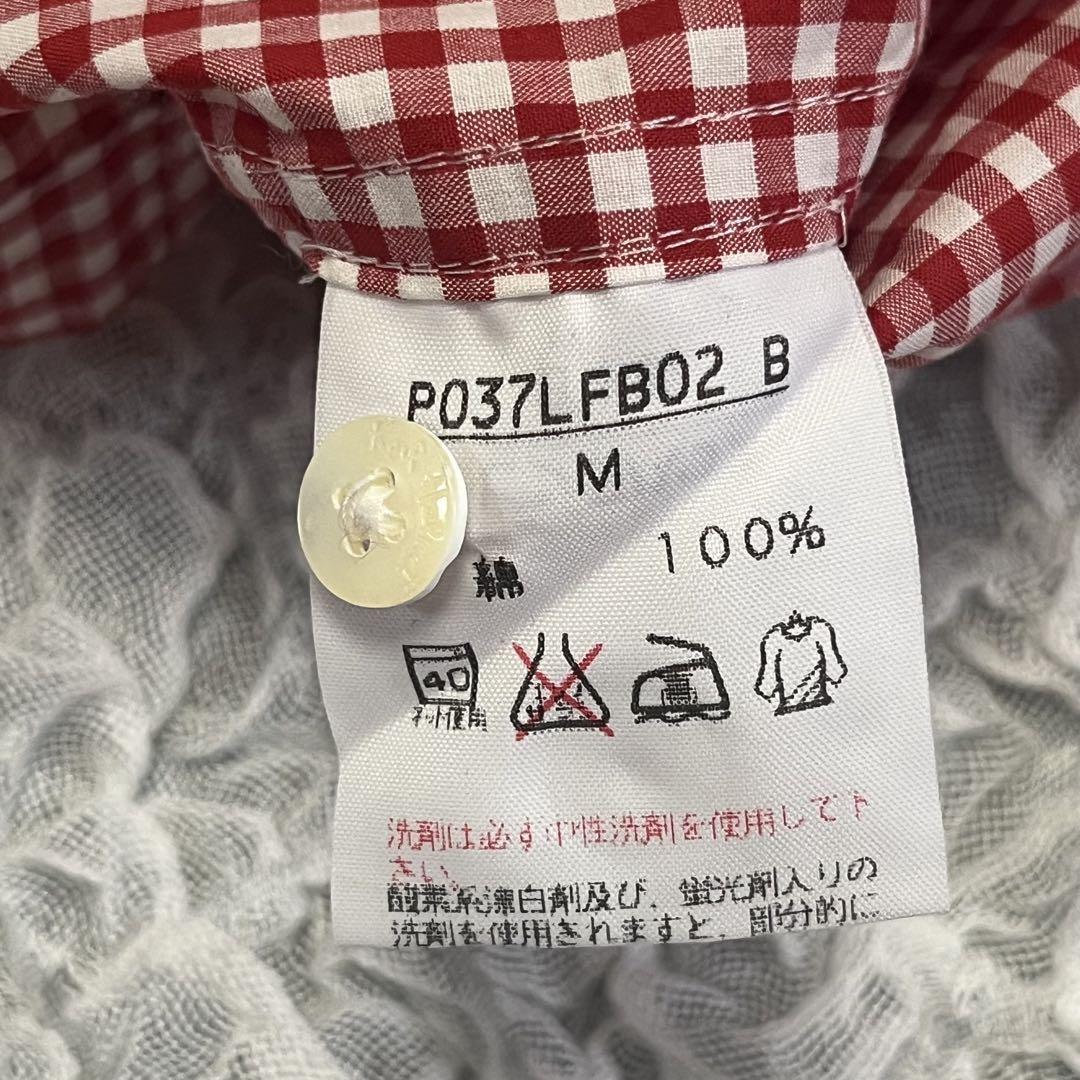 P037LFB02 B
M
綿 100%
40
ネット使用
洗剤は必ず中性洗剤を使用して下
さい。
酸素系漂白剤及び、蛍光剤入りの
洗剤を使用されますと、部分的に